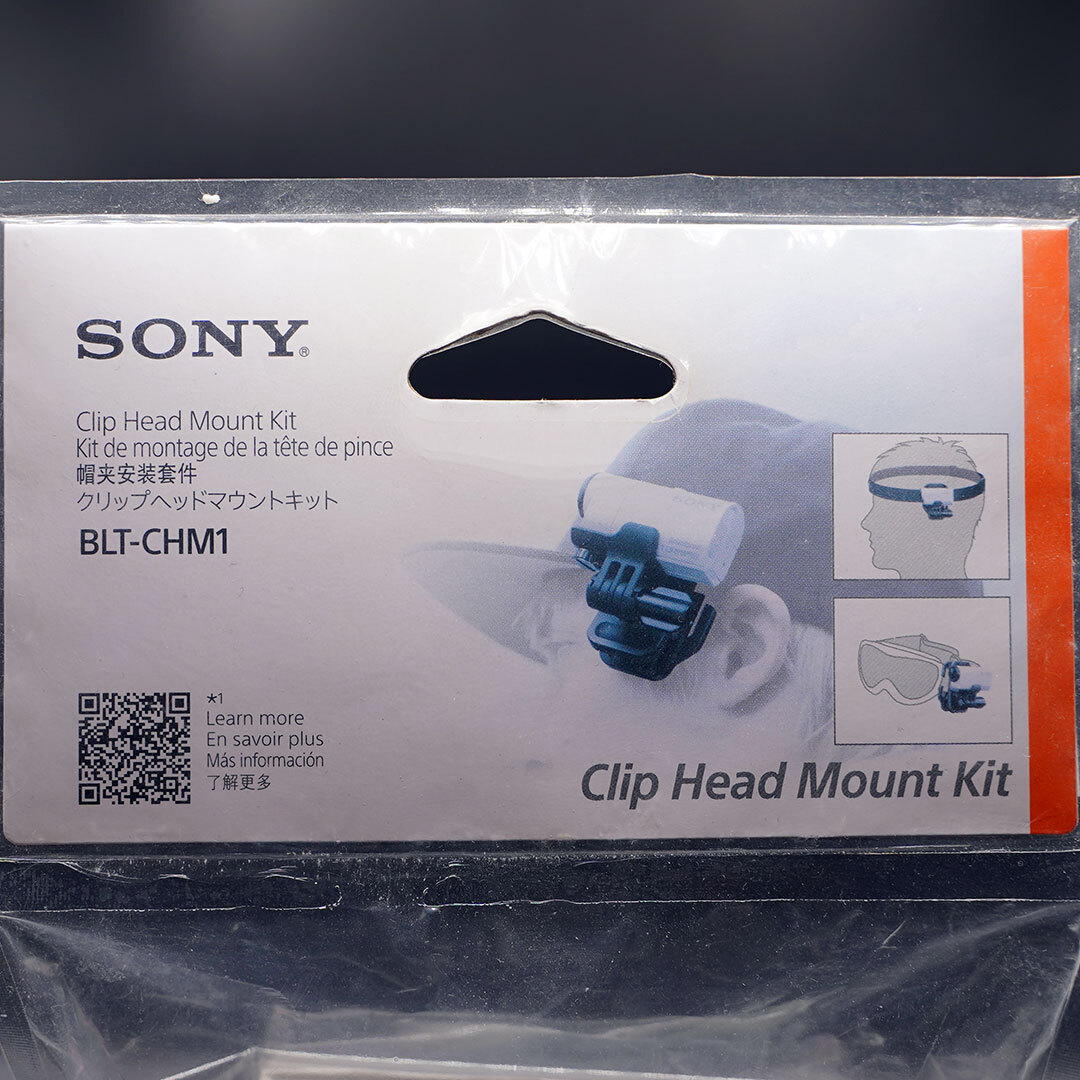 SONY®
Clip Head Mount Kit
Kit de montage de la tête de pince
帽夹安装套件
クリップヘッドマウントキット
BLT-CHM1
SONY
*1
Learn more
En savoir plus
Más información
了解更多
Clip Head Mount Kit